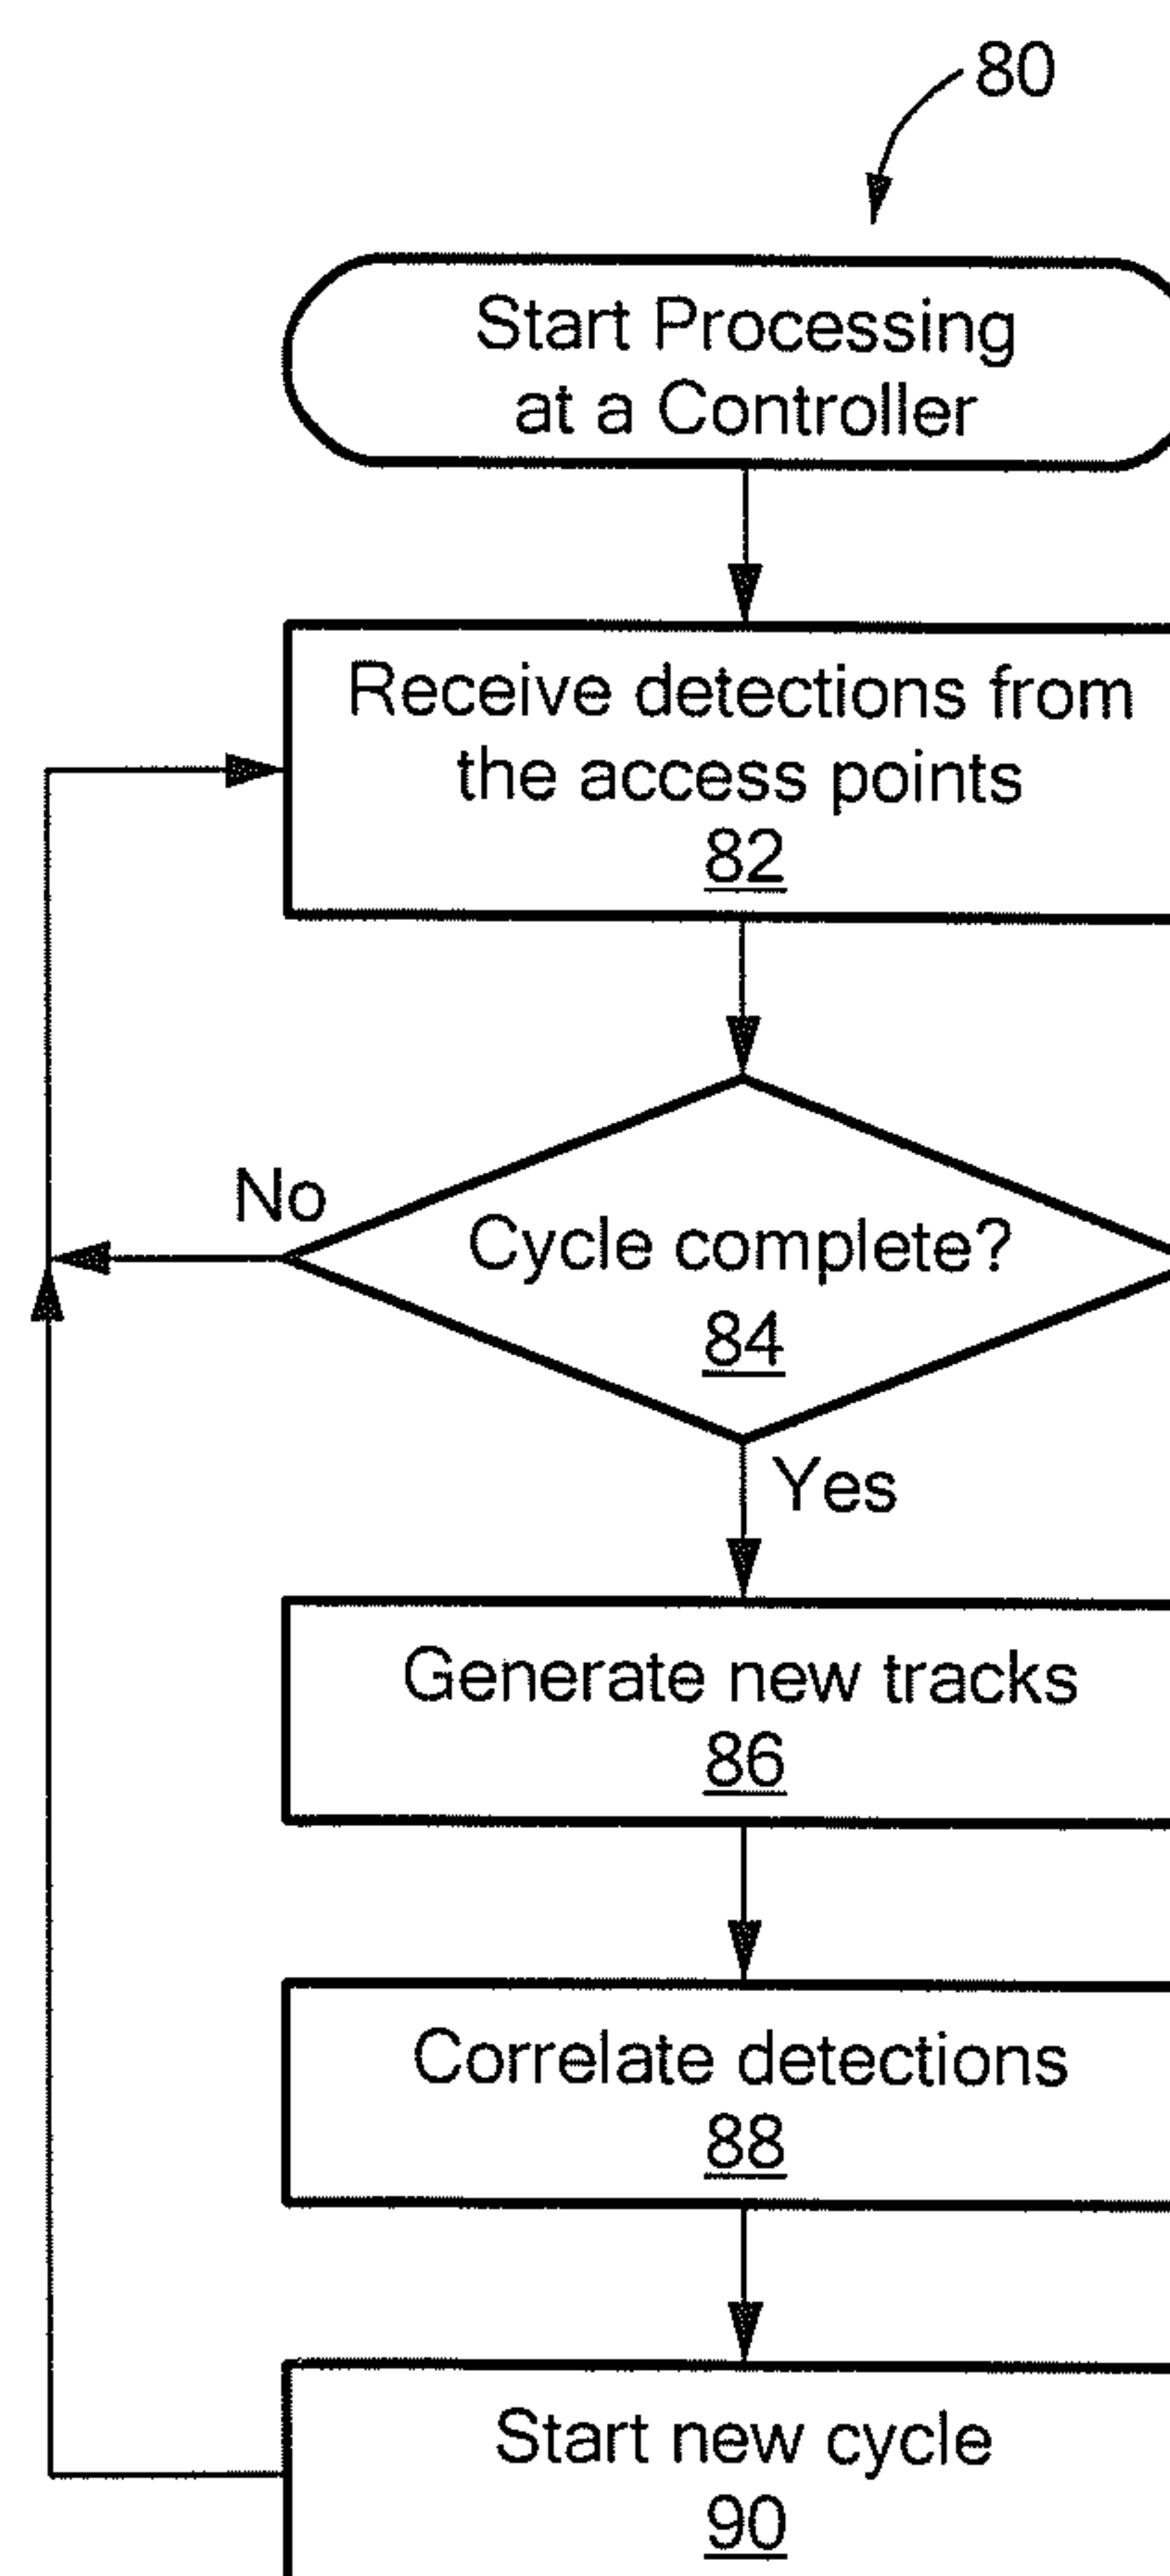 80
Start Processing
at a Controller
Receive detections from
the access points
82
No
Cycle complete?
84
Yes
Generate new tracks
86
Correlate detections
88
Start new cycle
90